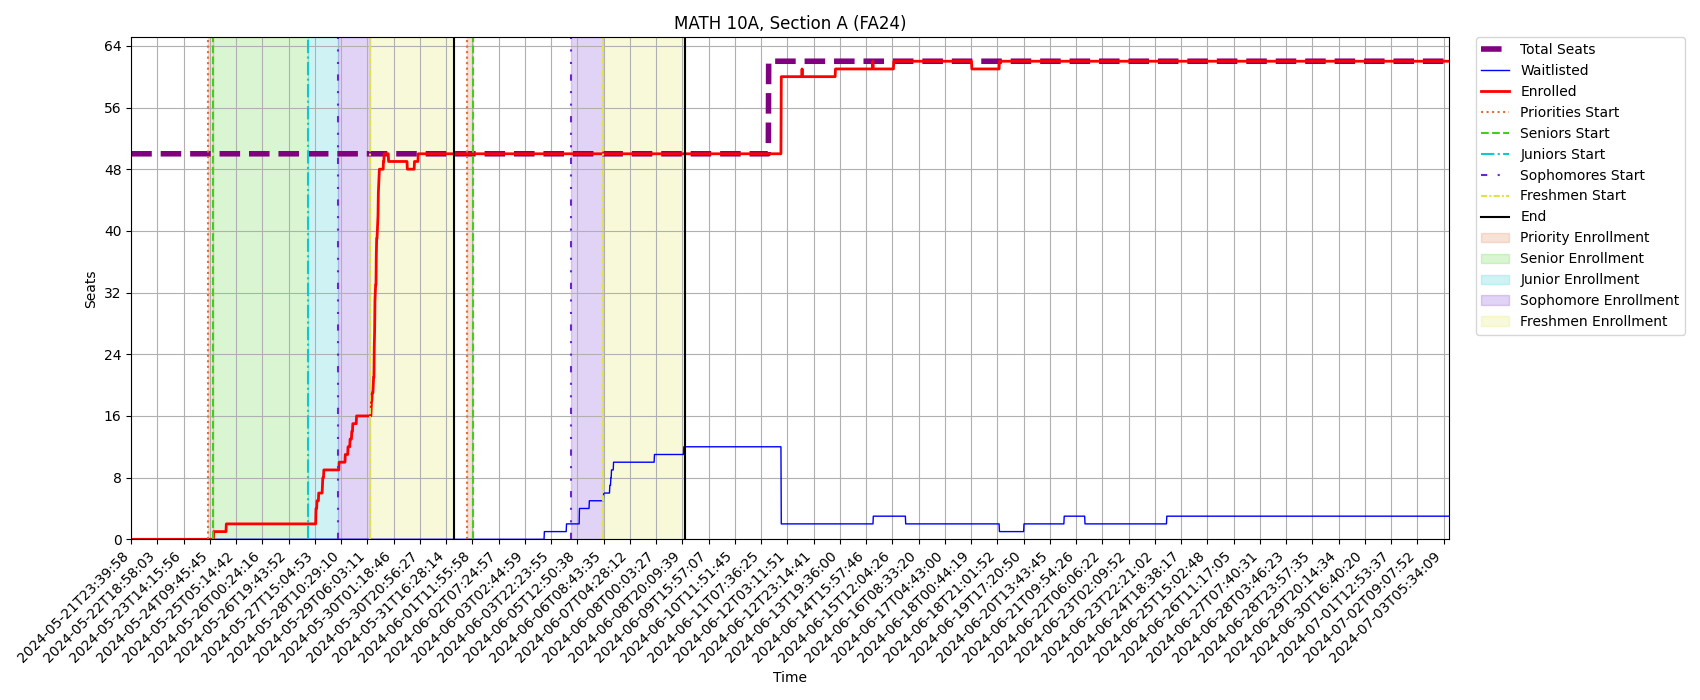 MATH 10A, Section A (FA24)
64
56
48
40
32
24
16
8
0
Seats
2024-05-21T23:39:58
2024-05-22T18:58:03
2024-05-23T14:15:56
2024-05-24T09:45:45
2024-05-25T05:14:42
2024-05-26T00:24:16
2024-05-26T19:43:52
2024-05-27T15:04:53
2024-05-28T10:29:10
2024-05-29T06:03:11
2024-05-30T01:18:46
2024-05-30T20:56:27
2024-05-31T16:28:14
2024-06-01T11:55:58
2024-06-02T07:24:57
2024-06-03T02:44:59
2024-06-03T22:23:55
2024-06-05T12:50:38
2024-06-06T08:43:35
2024-06-07T04:28:12
2024-06-08T00:03:27
2024-06-08T20:09:39
2024-06-09T15:57:07
2024-06-10T11:51:45
2024-06-11T07:36:25
2024-06-12T03:11:51
2024-06-12T23:14:41
2024-06-13T19:36:00
2024-06-14T15:57:46
2024-06-15T12:04:26
2024-06-16T08:33:20
2024-06-17T04:43:00
2024-06-18T00:44:19
2024-06-18T21:01:52
2024-06-19T17:20:50
2024-06-20T13:43:45
2024-06-21T09:54:26
2024-06-22T06:06:22
2024-06-23T02:09:52
2024-06-23T22:21:02
2024-06-24T18:38:17
2024-06-25T15:02:48
2024-06-26T11:17:05
2024-06-27T07:40:31
2024-06-28T03:46:23
2024-06-28T23:57:35
2024-06-29T20:14:34
2024-06-30T16:40:20
2024-07-01T12:53:37
2024-07-02T09:07:52
2024-07-03T05:34:09
Time
Total Seats
Waitlisted
Enrolled
Priorities Start
Seniors Start
Juniors Start
Sophomores Start
Freshmen Start
End
Priority Enrollment
Senior Enrollment
Junior Enrollment
Sophomore Enrollment
Freshmen Enrollment